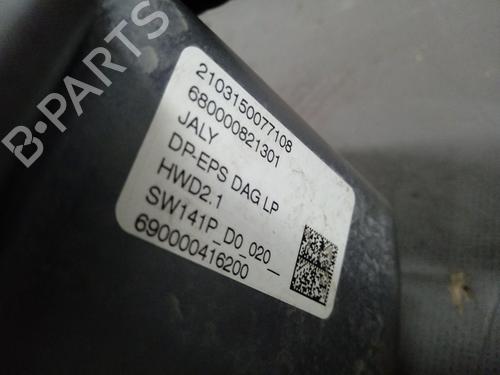 2103150077108
680000821301
JALY
DP-EPS DAG LP
HWD2.1
SW141P_D0_020_
690000416200
B-PARTS